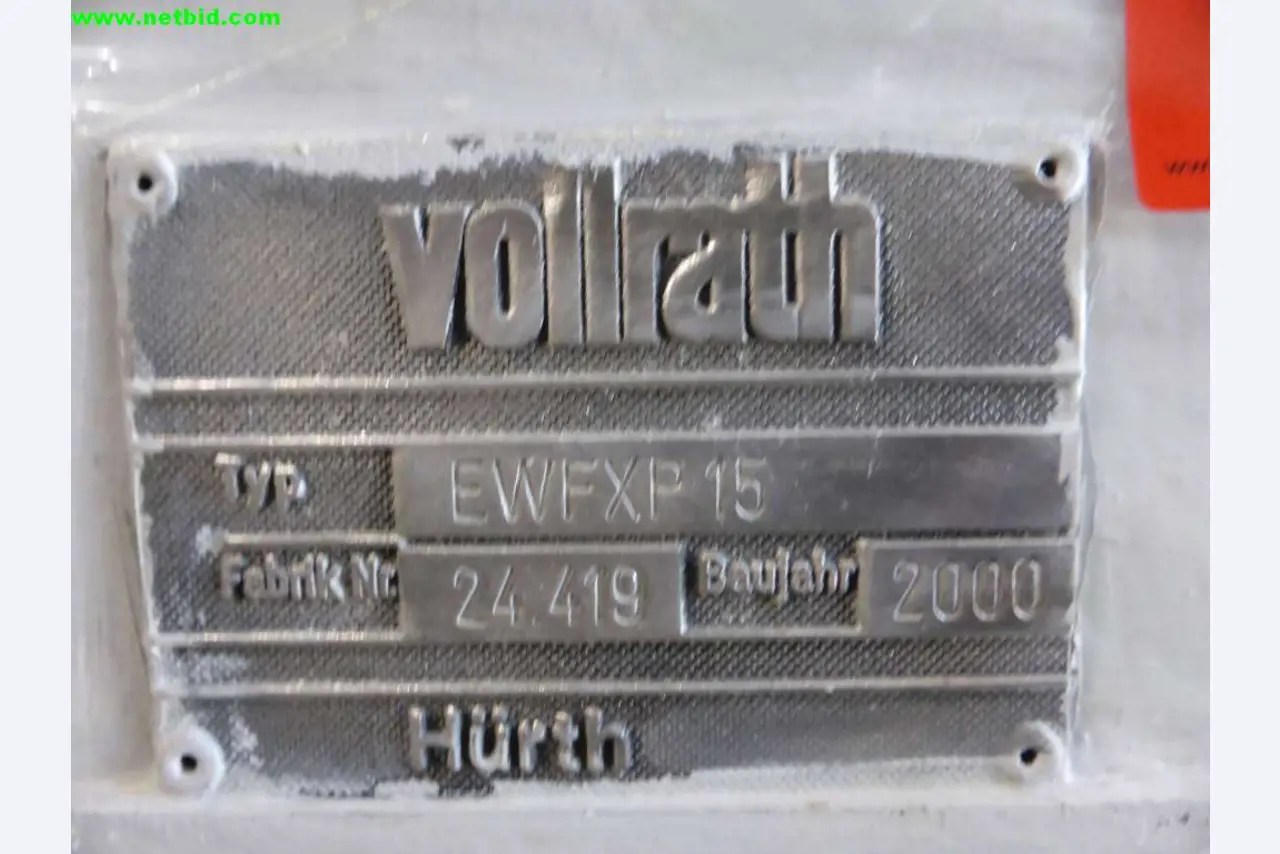 www.netbid.com
vollrath
Typ. EWFXP 15
Fabrik Nr. 24.419 Baujahr 2000
Hürth